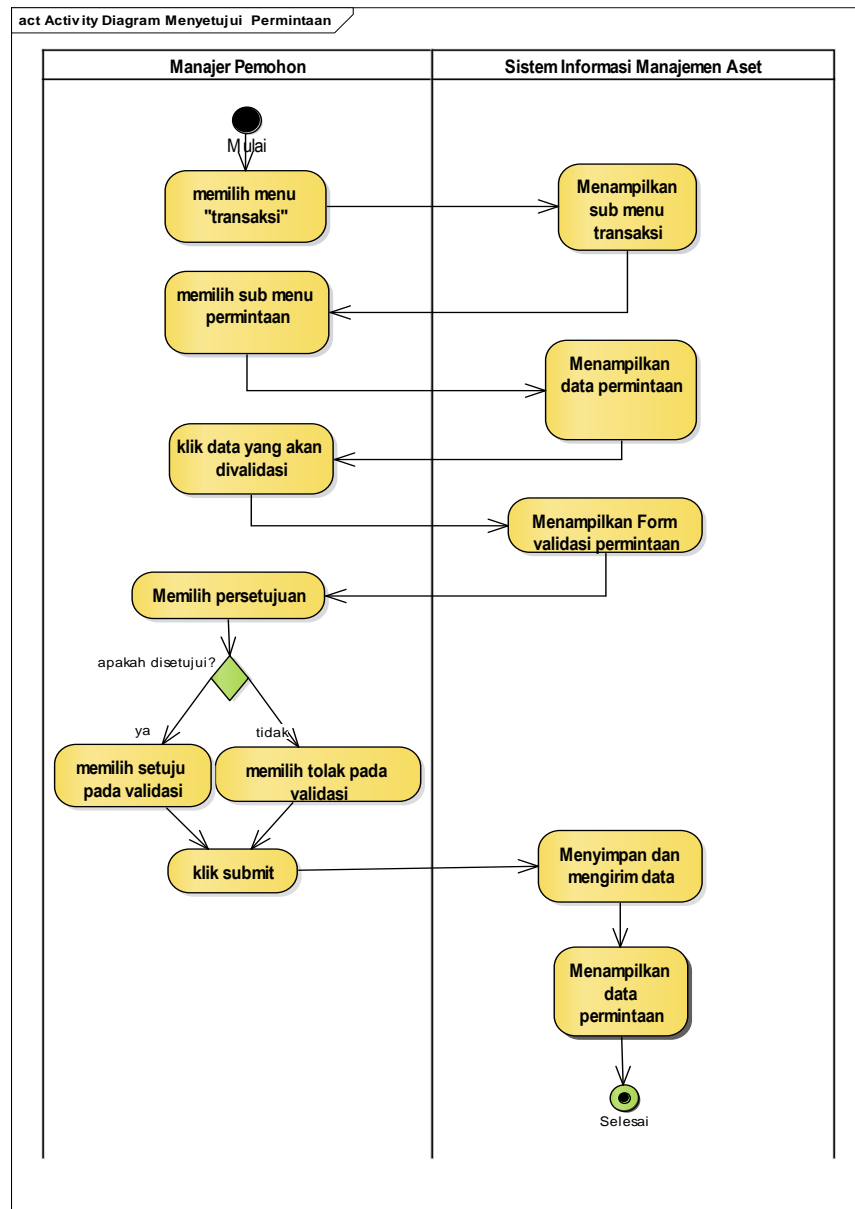 act Activity Diagram Menyetujui Permintaan
Manajer Pemohon
Sistem Informasi Manajemen Aset
Mulai
memilih menu
"transaksi"
Menampilkan
sub menu
transaksi
memilih sub menu
permintaan
Menampilkan
data permintaan
klik data yang akan
divalidasi
Menampilkan Form
validasi permintaan
Memilih persetujuan
apakah disetujui?
ya
tidak
memilih setuju
pada validasi
memilih tolak pada
validasi
klik submit
Menyimpan dan
mengirim data
Menampilkan
data
permintaan
Selesai